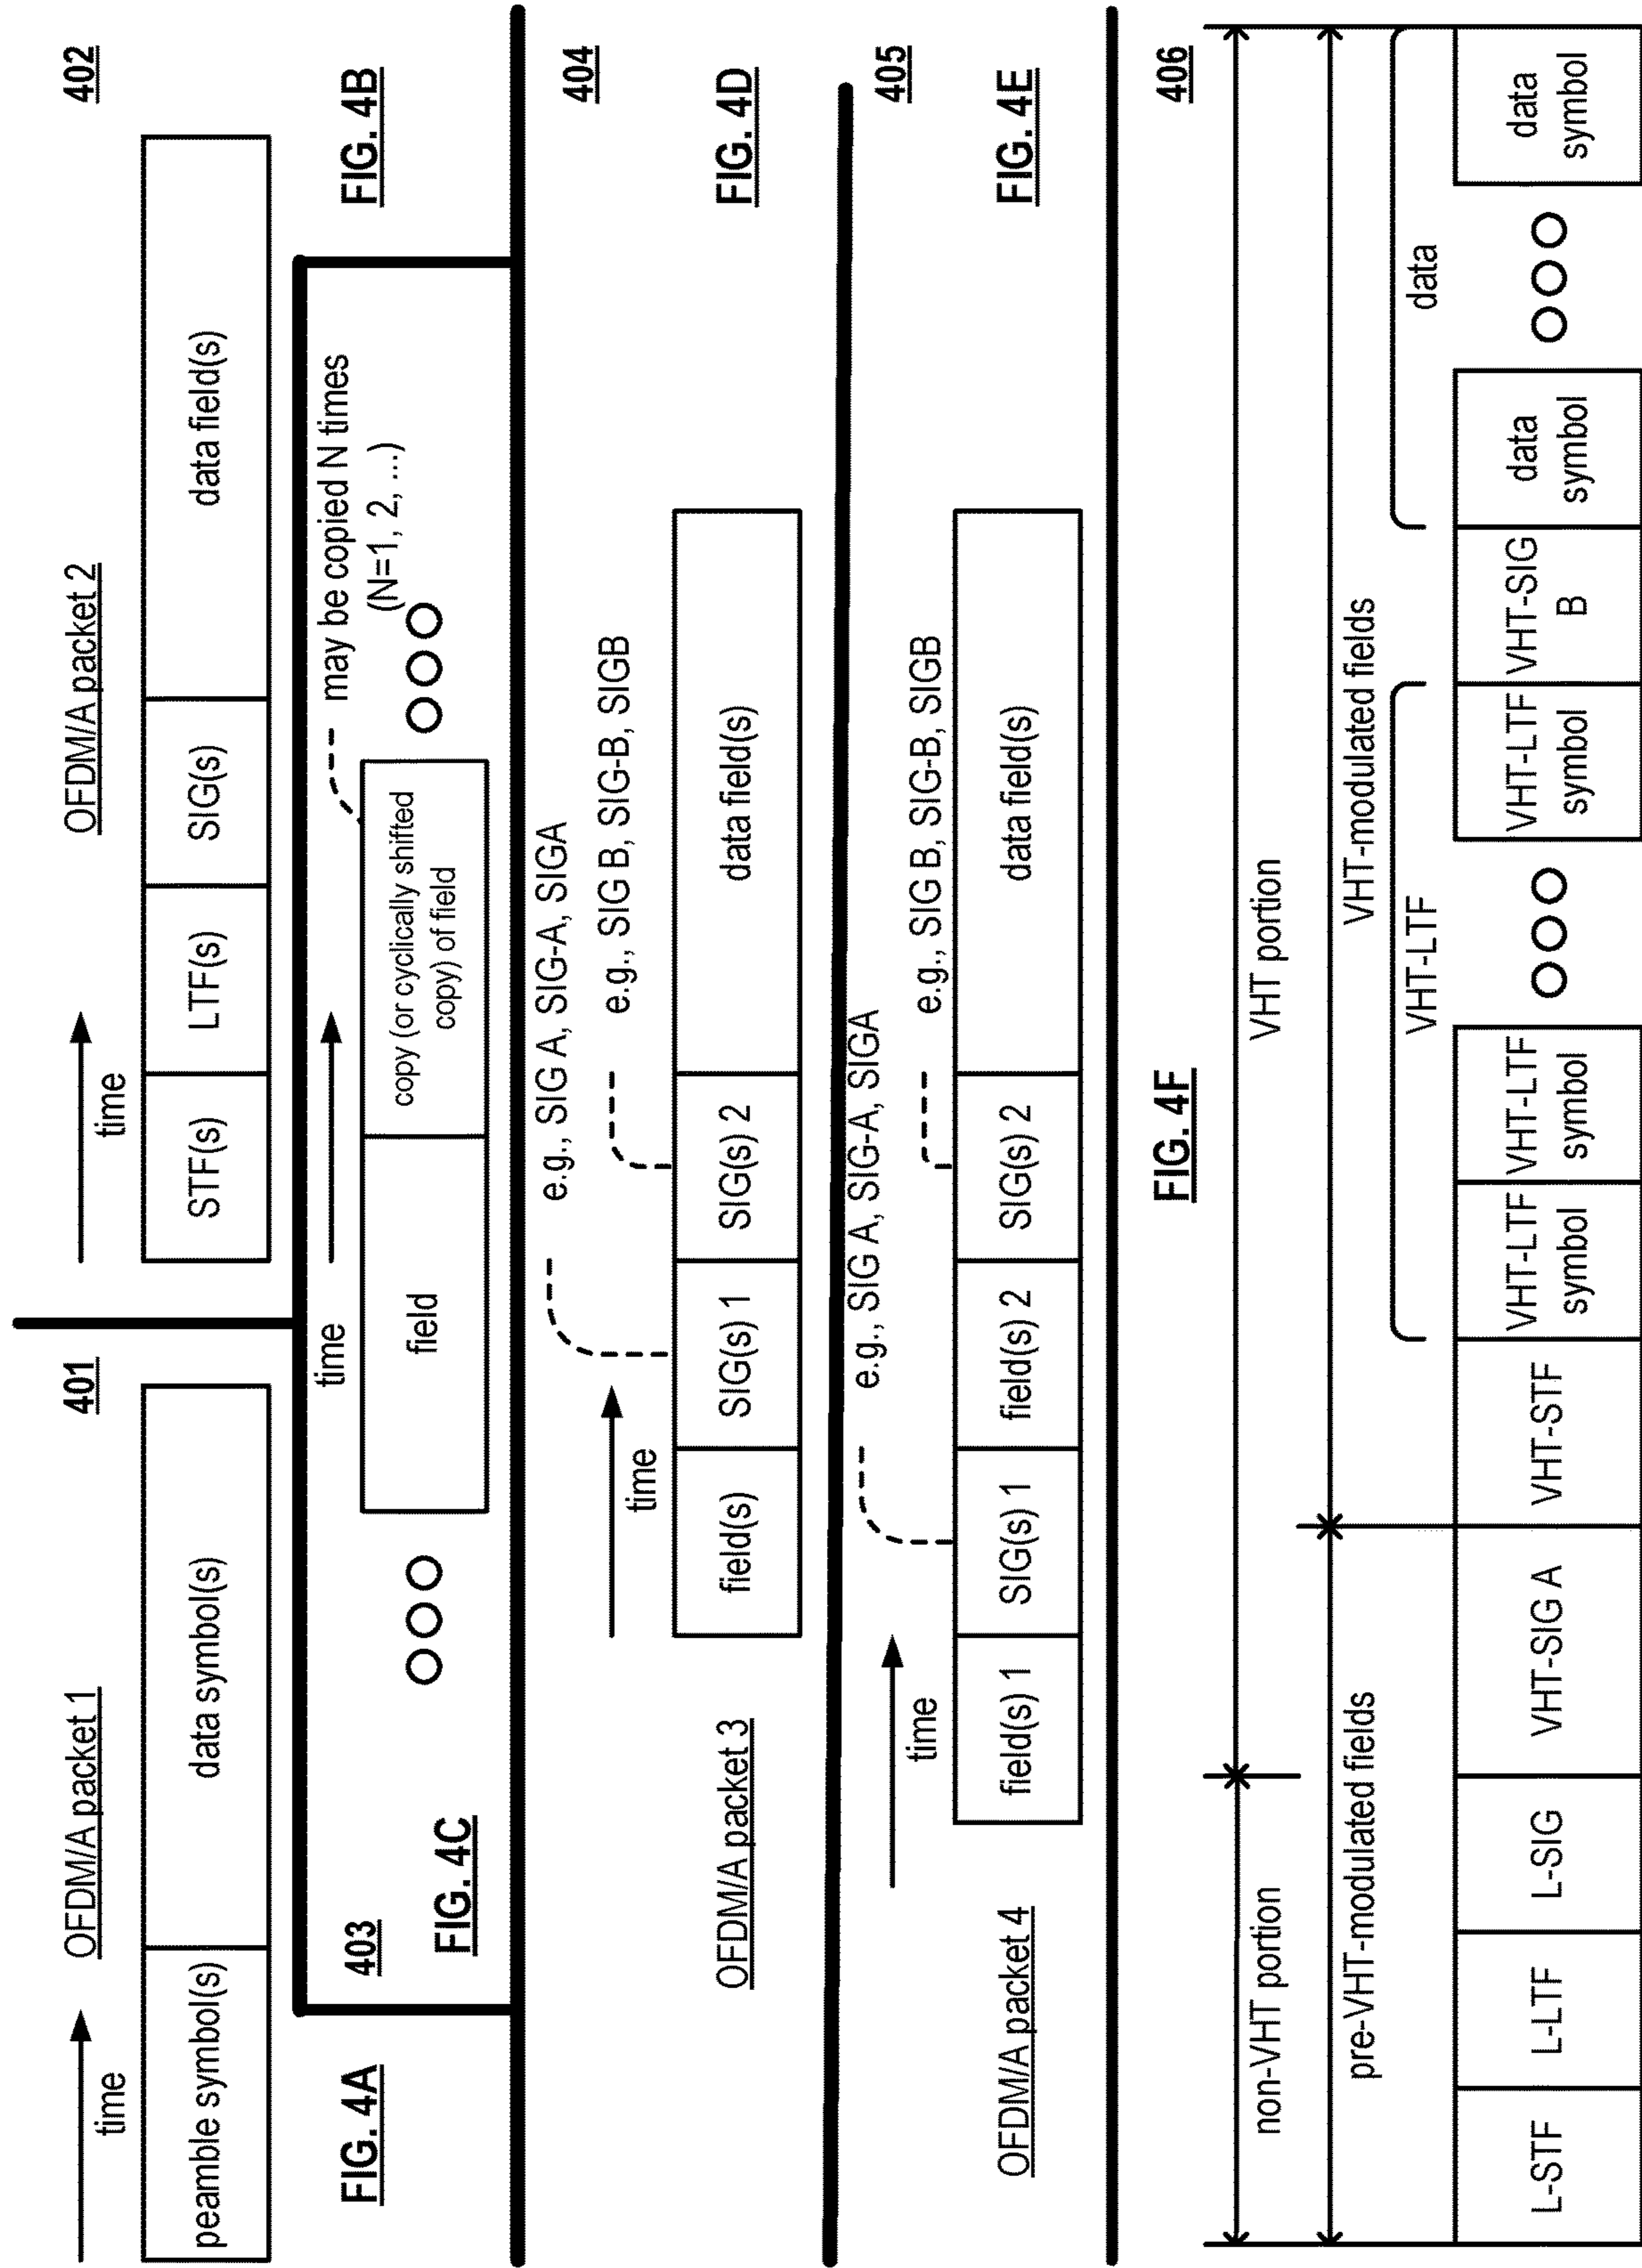 OFDM/A packet 1
401
time
peamble symbol(s)
data symbol(s)
FIG. 4A
OFDM/A packet 2
402
time
STF(s)
LTF(s)
SIG(s)
data field(s)
FIG. 4B
403
FIG. 4C
time
field
copy (or cyclically shifted
copy) of field
may be copied N times
(N=1, 2, ...)
404
e.g., SIG A, SIG-A, SIGA
e.g., SIG B, SIG-B, SIGB
time
field(s)
SIG(s) 1
SIG(s) 2
data field(s)
OFDM/A packet 3
FIG. 4D
405
e.g., SIG A, SIG-A, SIGA
e.g., SIG B, SIG-B, SIGB
time
field(s) 1
SIG(s) 1
field(s) 2
SIG(s) 2
data field(s)
OFDM/A packet 4
FIG. 4E
FIG. 4F
406
non-VHT portion
VHT portion
pre-VHT-modulated fields
VHT-modulated fields
VHT-LTF
data
L-STF
L-LTF
L-SIG
VHT-SIG A
VHT-STF
VHT-LTF
symbol
VHT-LTF
symbol
VHT-LTF
symbol
VHT-SIG
B
data
symbol
data
symbol